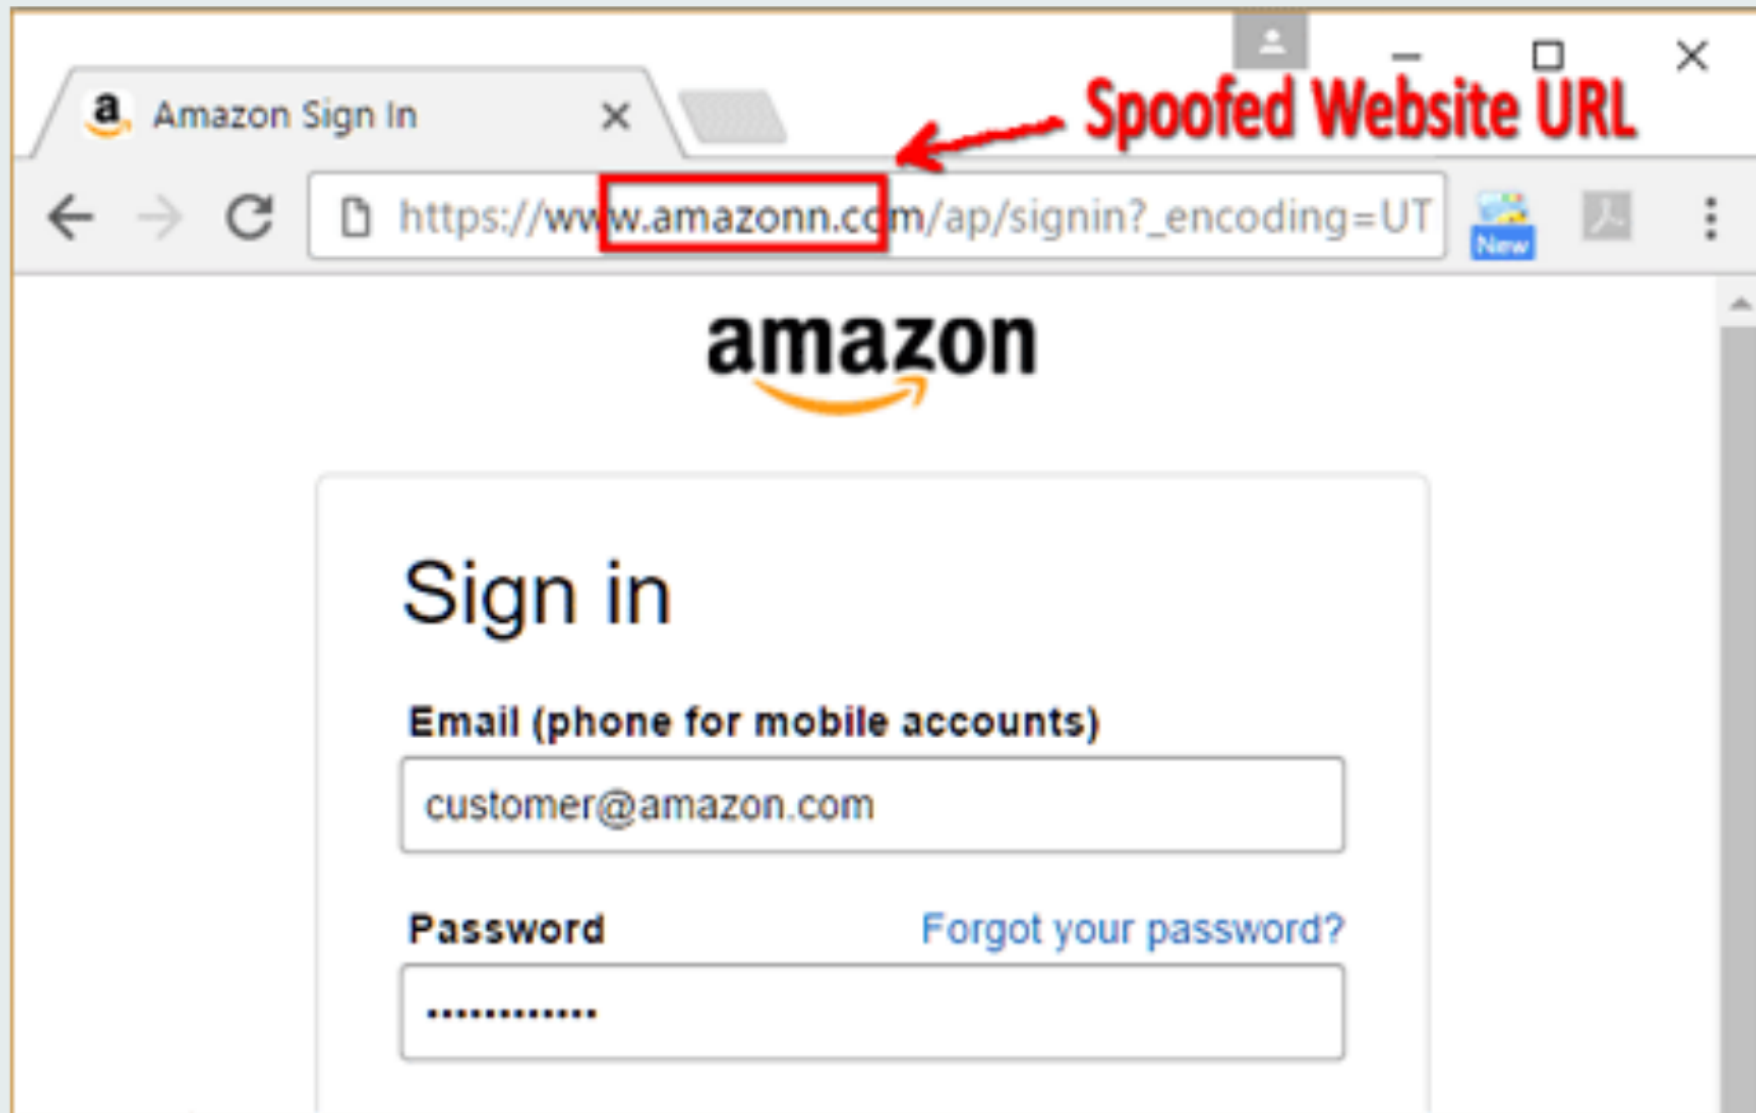 a Amazon Sign In
Spoofed Website URL
https://www.amazonn.com/ap/signin?_encoding=UT
New
amazon
Sign in
Email (phone for mobile accounts)
customer@amazon.com
Password Forgot your password?
••••••••••••